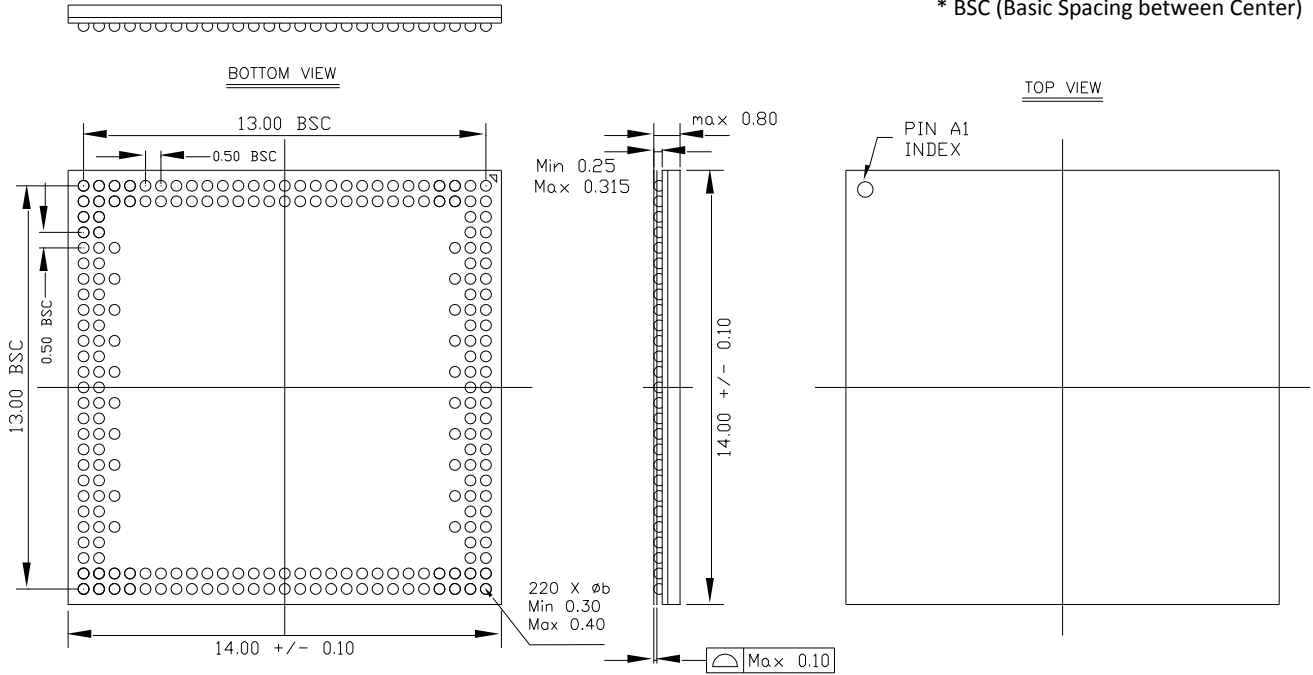 * BSC (Basic Spacing between Center)
BOTTOM VIEW
TOP VIEW
13.00 BSC
0.50 BSC
max 0.80
Min 0.25
Max 0.315
PIN A1
INDEX
0.50 BSC
13.00 BSC
14.00 +/- 0.10
220 X øb
Min 0.30
Max 0.40
14.00 +/- 0.10
Max 0.10